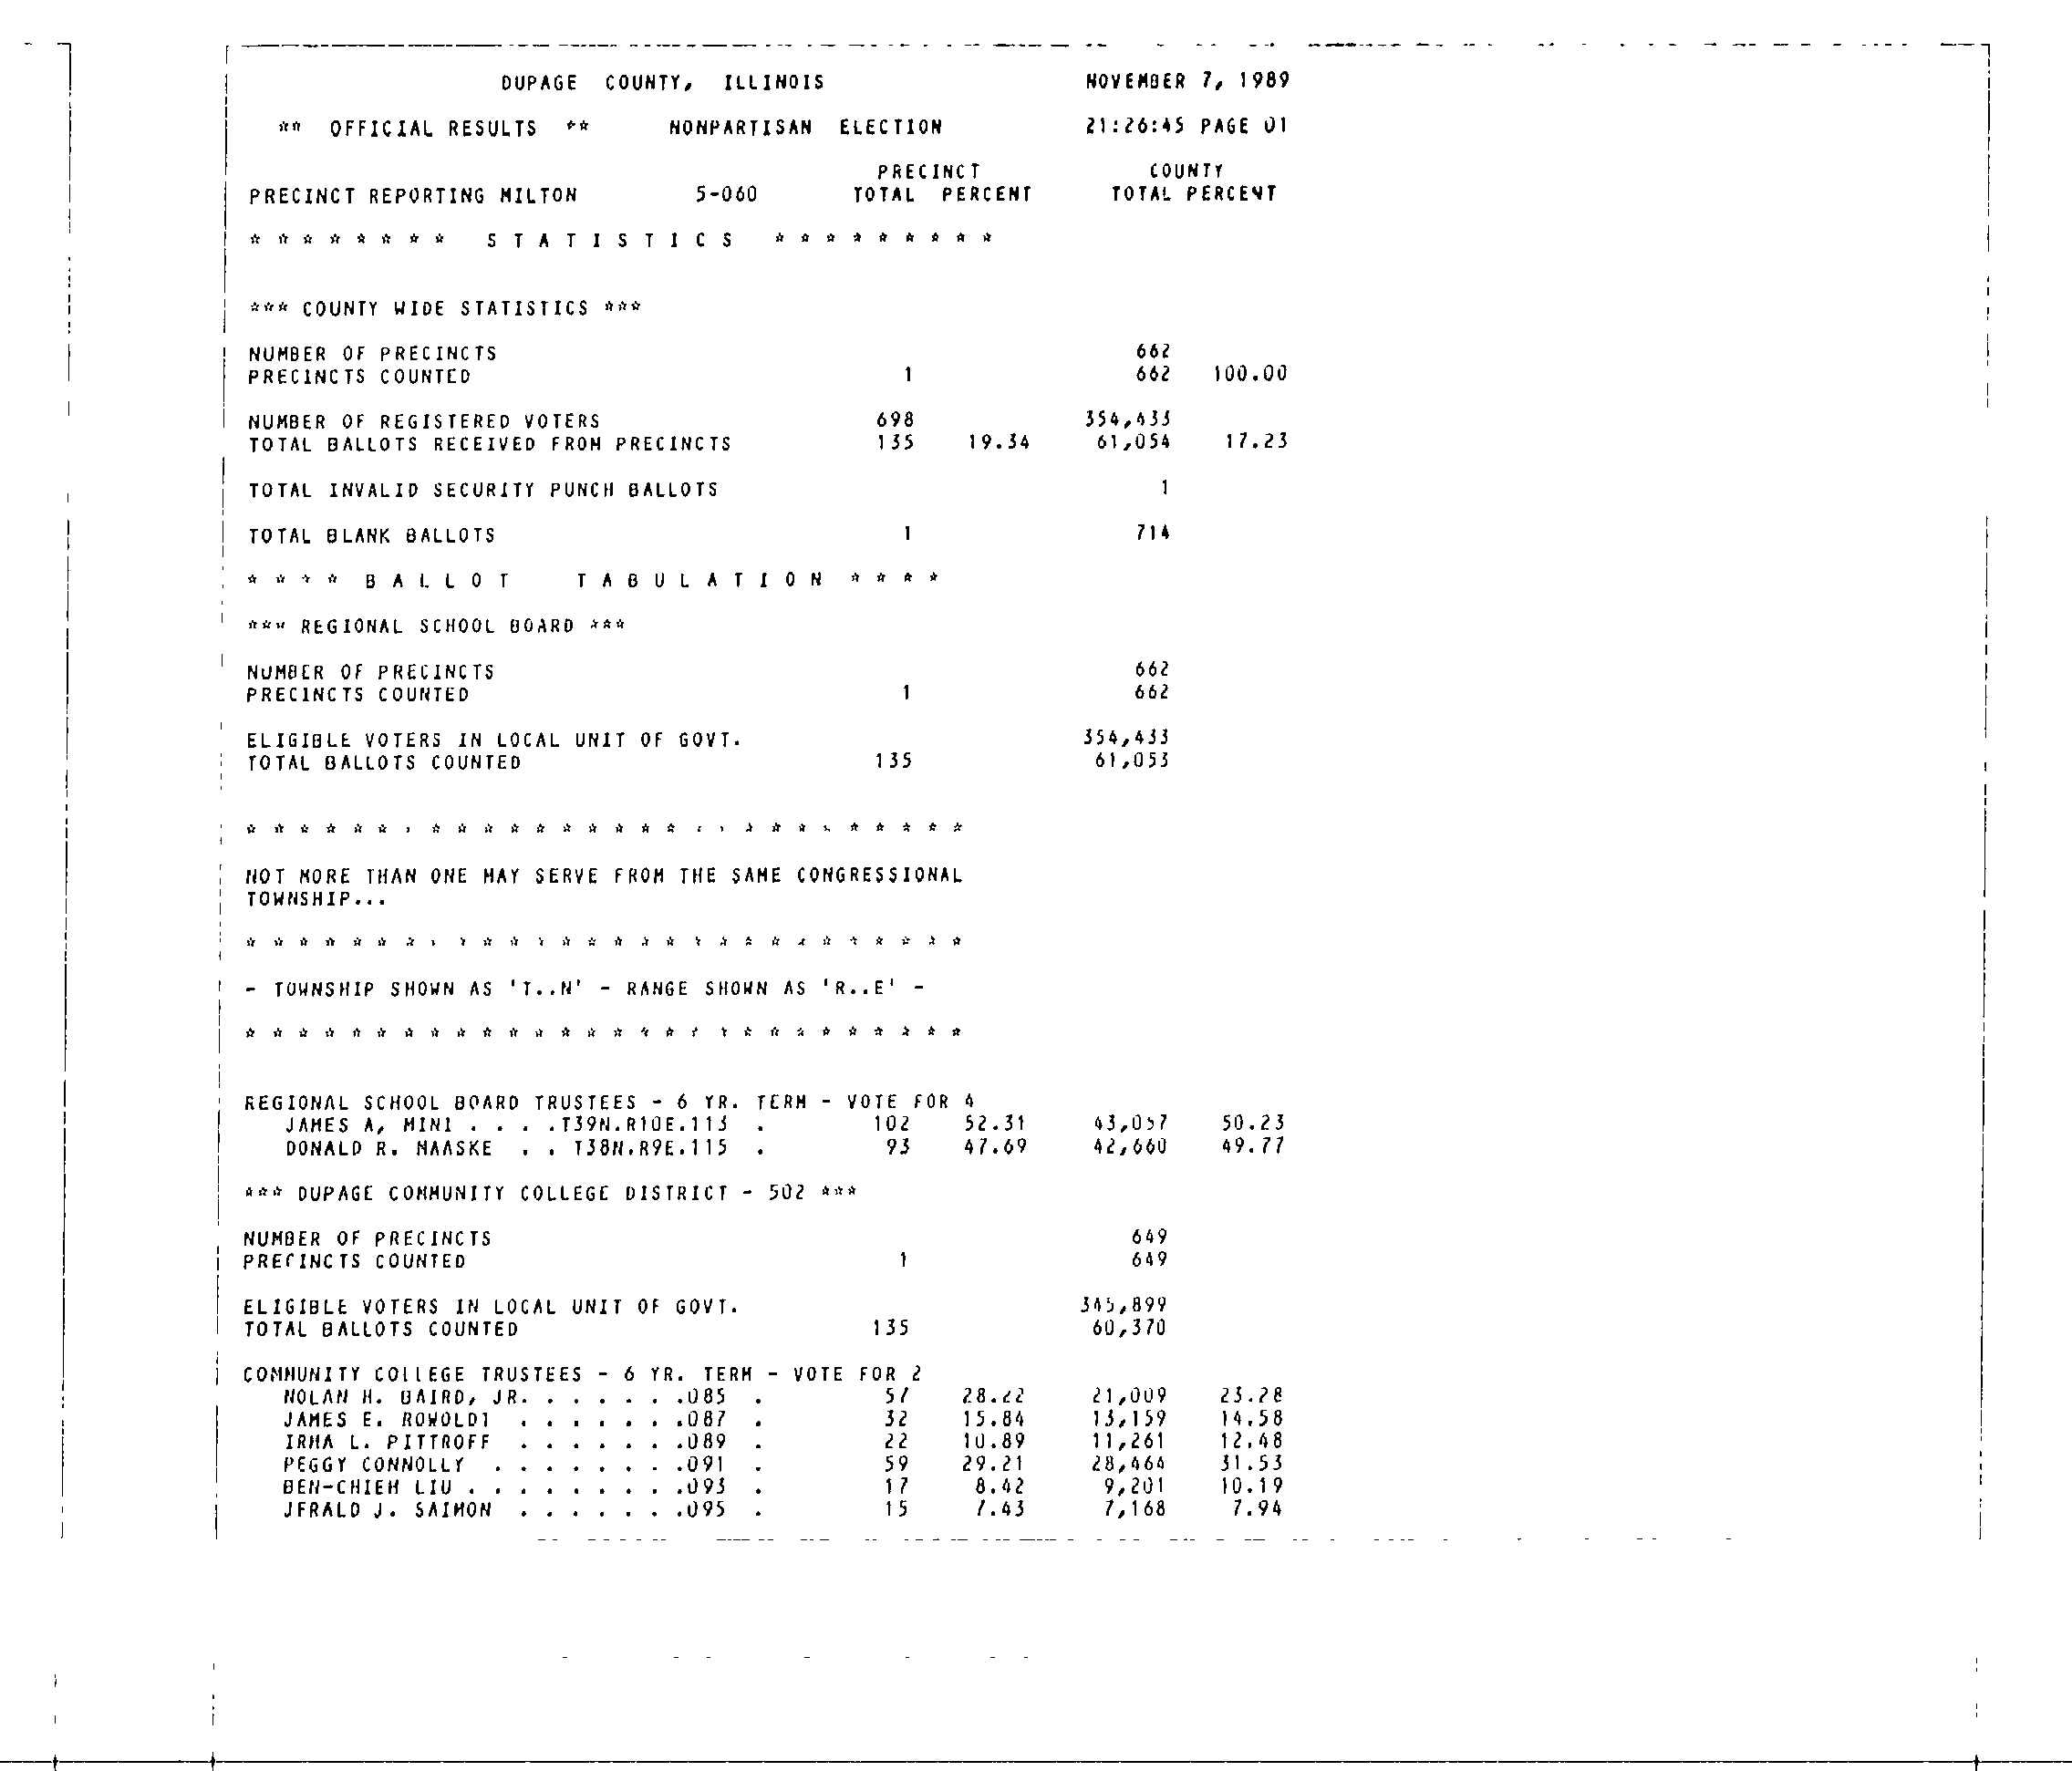 DUPAGE COUNTY, ILLINOIS NOVEMBER 7, 1989
** OFFICIAL RESULTS ** NONPARTISAN ELECTION 21:26:45 PAGE 01
PRECINCT COUNTY
PRECINCT REPORTING MILTON 5-060 TOTAL PERCENT TOTAL PERCENT
* * * * * * * * S T A T I S T I C S * * * * * * * * *
*** COUNTY WIDE STATISTICS ***
NUMBER OF PRECINCTS 662
PRECINCTS COUNTED 1 662 100.00
NUMBER OF REGISTERED VOTERS 698 354,433
TOTAL BALLOTS RECEIVED FROM PRECINCTS 135 19.34 61,054 17.23
TOTAL INVALID SECURITY PUNCH BALLOTS 1
TOTAL BLANK BALLOTS 1 714
* * * * B A L L O T T A B U L A T I O N * * * *
*** REGIONAL SCHOOL BOARD ***
NUMBER OF PRECINCTS 662
PRECINCTS COUNTED 1 662
ELIGIBLE VOTERS IN LOCAL UNIT OF GOVT. 354,433
TOTAL BALLOTS COUNTED 135 61,053
* * * * * * * * * * * * * * * * * * * * * * * * * * * *
NOT MORE THAN ONE MAY SERVE FROM THE SAME CONGRESSIONAL
TOWNSHIP...
* * * * * * * * * * * * * * * * * * * * * * * * * * * *
- TOWNSHIP SHOWN AS 'T..N' - RANGE SHOWN AS 'R..E' -
* * * * * * * * * * * * * * * * * * * * * * * * * * * *
REGIONAL SCHOOL BOARD TRUSTEES - 6 YR. TERM - VOTE FOR 4
JAMES A, MINI . . . .T39N.R10E.113 . 102 52.31 43,057 50.23
DONALD R. MAASKE . . T38N.R9E.115 . 93 47.69 42,660 49.77
*** DUPAGE COMMUNITY COLLEGE DISTRICT - 502 ***
NUMBER OF PRECINCTS 649
PRECINCTS COUNTED 1 649
ELIGIBLE VOTERS IN LOCAL UNIT OF GOVT. 345,899
TOTAL BALLOTS COUNTED 135 60,370
COMMUNITY COLLEGE TRUSTEES - 6 YR. TERM - VOTE FOR 2
NOLAN H. BAIRD, JR. . . . . . .085 . 57 28.22 21,009 23.28
JAMES E. ROWOLDT . . . . . . .087 . 32 15.84 13,159 14.58
IRMA L. PITTROFF . . . . . . .089 . 22 10.89 11,261 12.48
PEGGY CONNOLLY . . . . . . . .091 . 59 29.21 28,464 31.53
BEN-CHIEH LIU . . . . . . . . .093 . 17 8.42 9,201 10.19
JERALD J. SAIMON . . . . . . .095 . 15 7.43 7,168 7.94